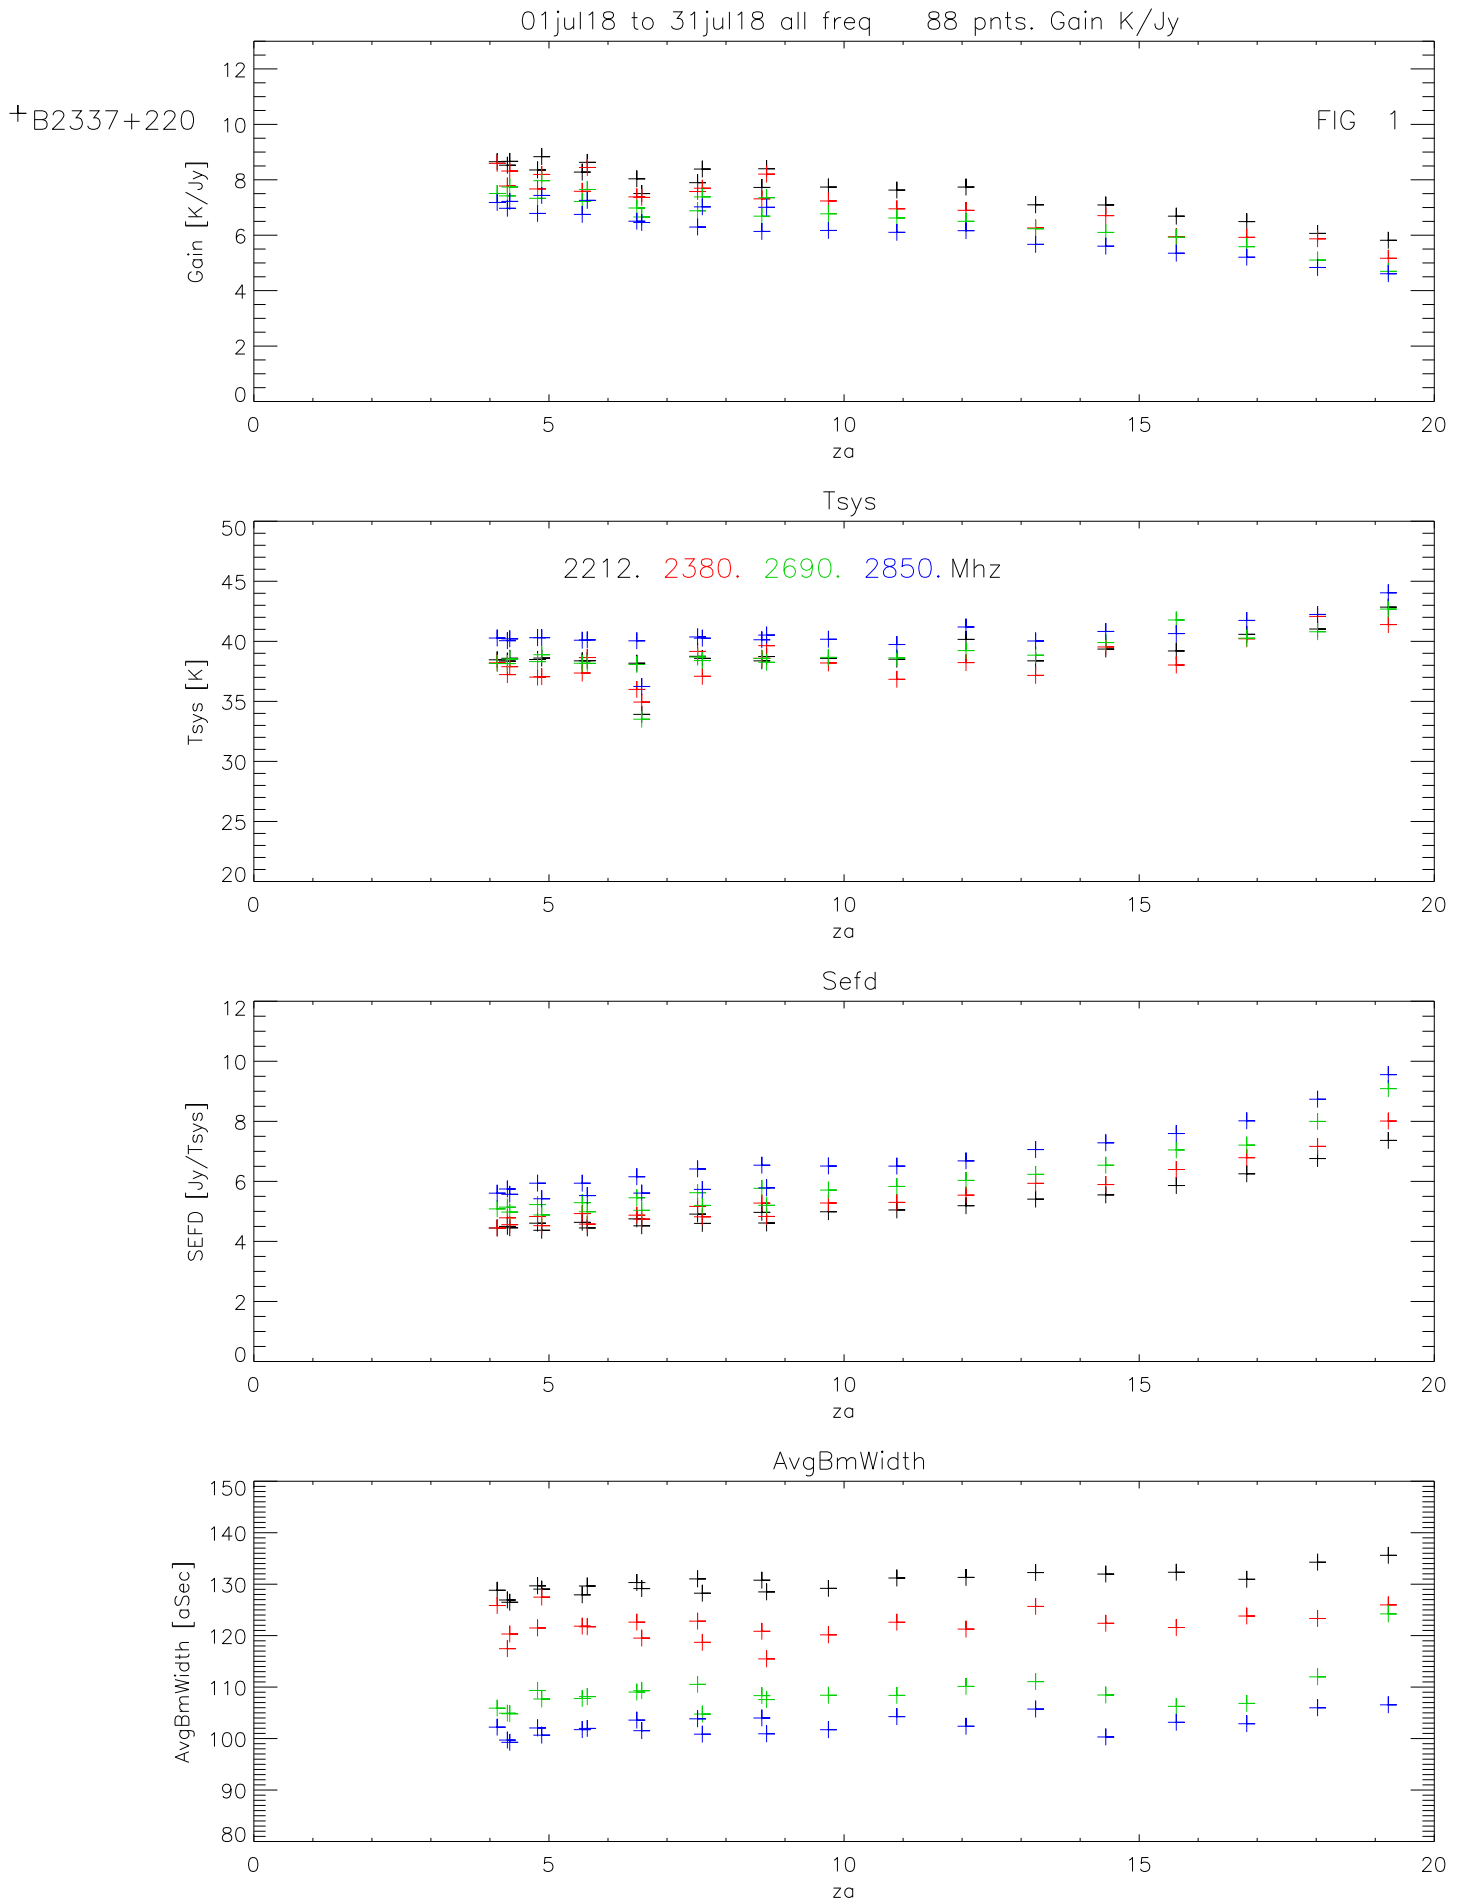 01jul18 to 31jul18 all freq 88 pnts. Gain K/Jy
+B2337+220
FIG 1
Gain [K/Jy]
12
10
8
6
4
2
0
0 5 10 15 20
za
Tsys
2212. 2380. 2690. 2850. Mhz
Tsys [K]
50
45
40
35
30
25
20
0 5 10 15 20
za
Sefd
SEFD [Jy/Tsys]
12
10
8
6
4
2
0
0 5 10 15 20
za
AvgBmWidth
AvgBmWidth [aSec]
150
140
130
120
110
100
90
80
0 5 10 15 20
za